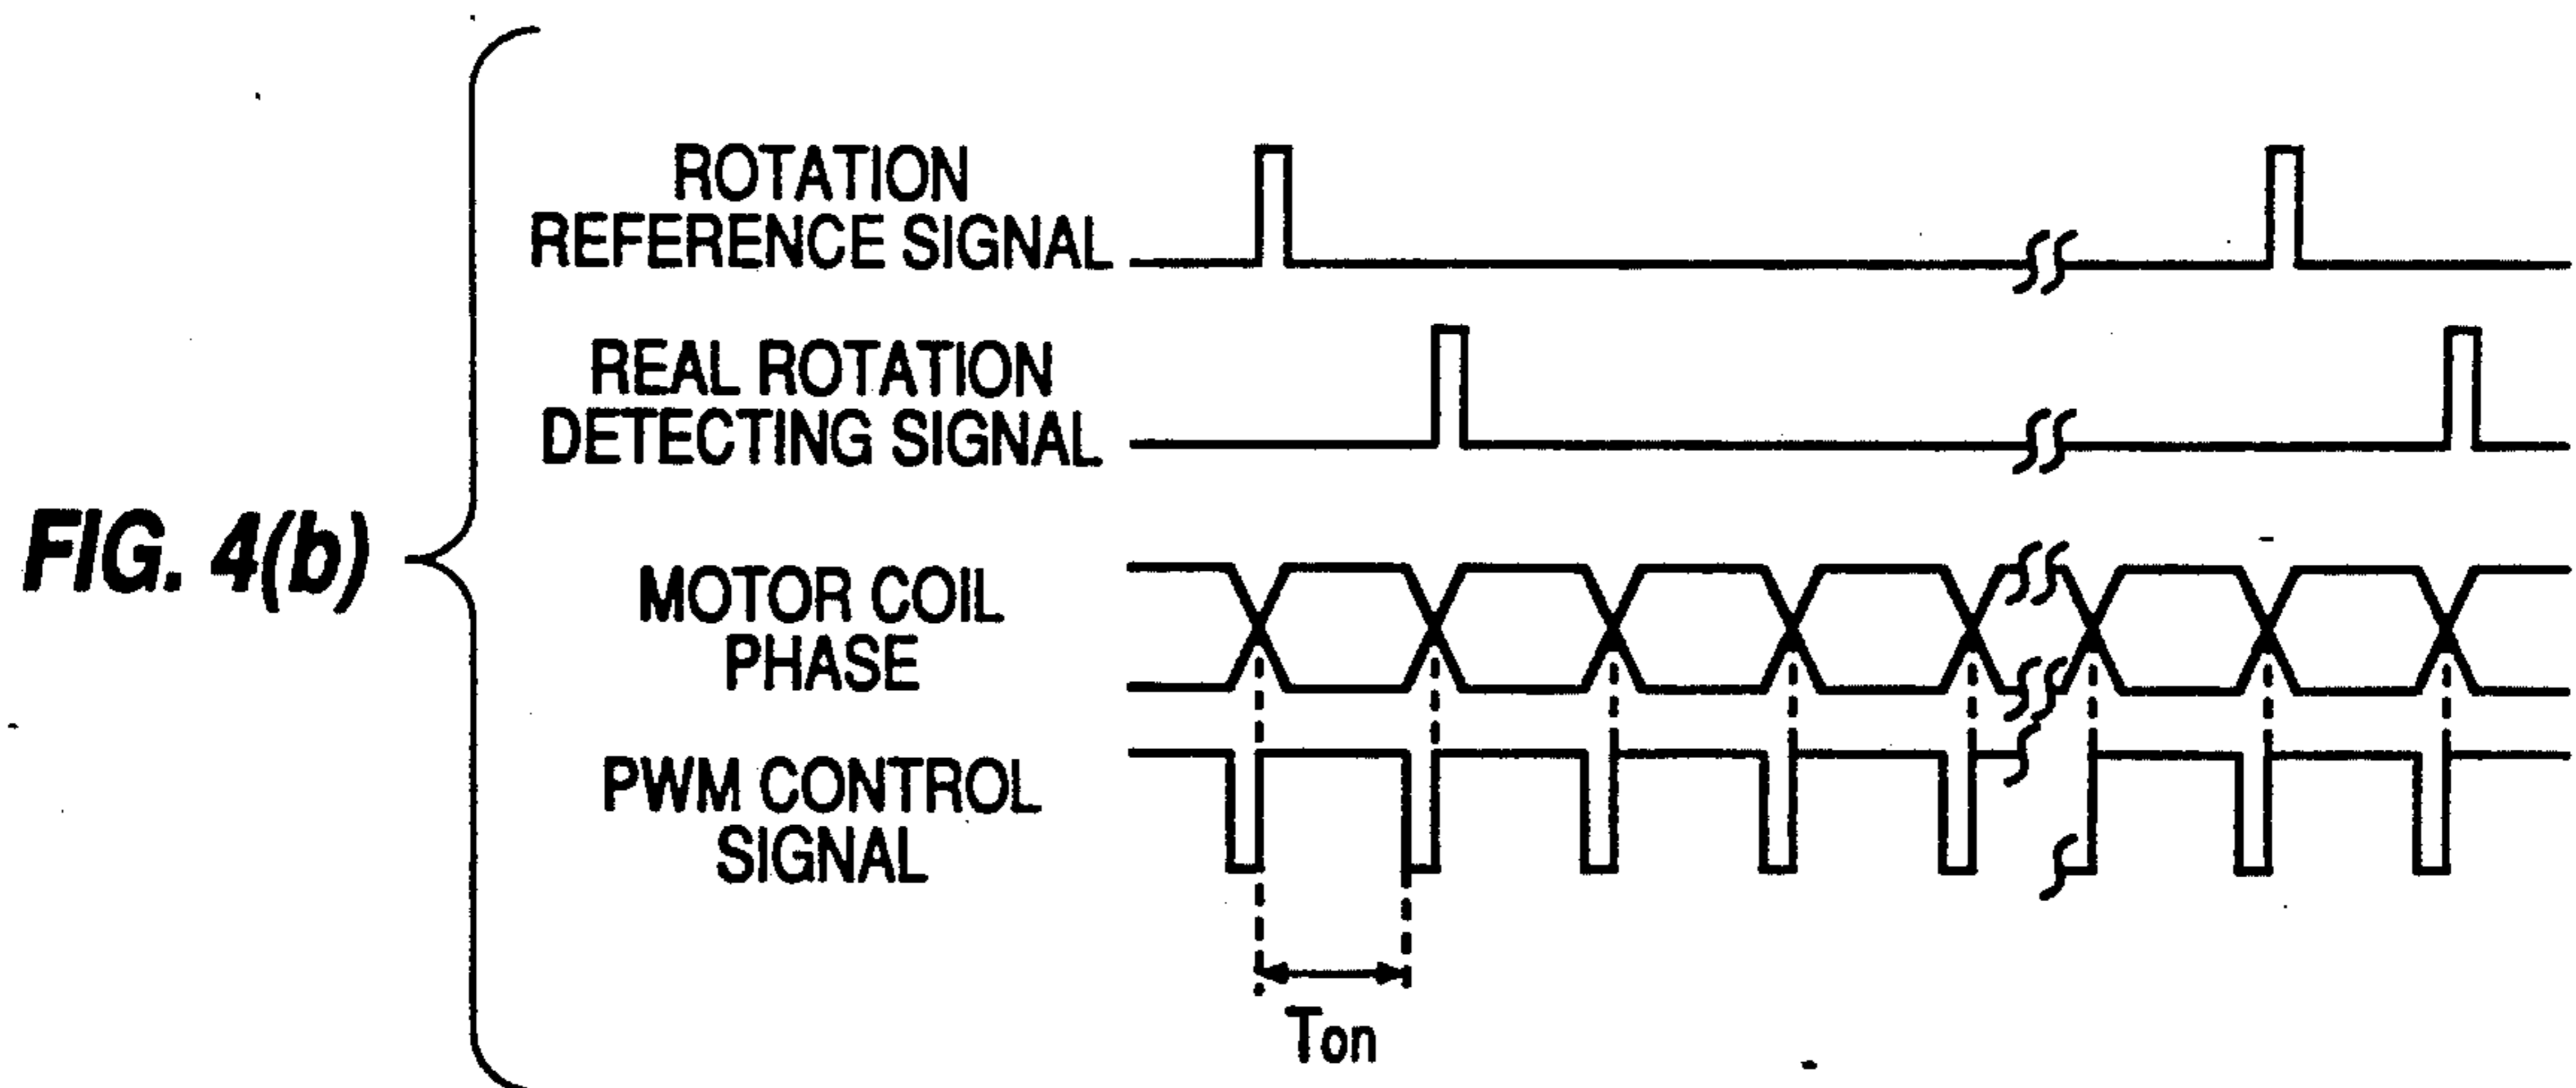 ROTATION
REFERENCE SIGNAL
REAL ROTATION
DETECTING SIGNAL
FIG. 4(b)
MOTOR COIL
PHASE
PWM CONTROL
SIGNAL
Ton